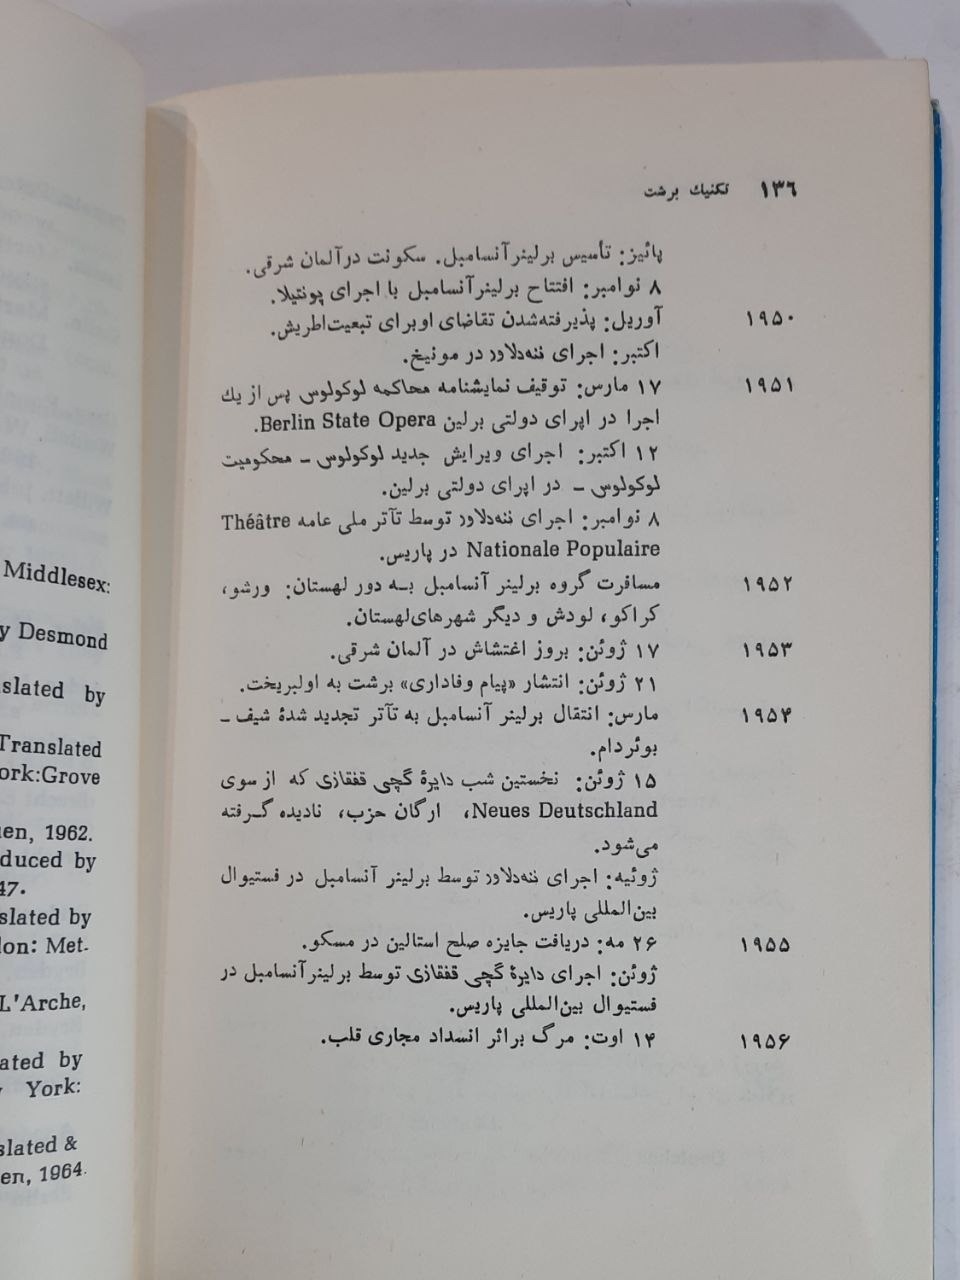 ۱۳۶ تکنیك برشت
پائیز: تأسیس برلینرآنسامبل. سکونت درآلمان شرقی.
۸ نوامبر: افتتاح برلینرآنسامبل با اجرای پونتیلا.
۱۹۵۰ آوریل: پذیرفته‌شدن تقاضای اوبرای تبعیت‌اطریش.
اکتبر: اجرای ننه‌دلاور در مونیخ.
۱۹۵۱ ۱۷ مارس: توقیف نمایشنامه محاکمه لوکولوس پس از یك
اجرا در اپرای دولتی برلین Berlin State Opera.
۱۲ اکتبر: اجرای ویرایش جدید لوکولوس ـ محکومیت
لوکولوس ـ در اپرای دولتی برلین.
۸ نوامبر: اجرای ننه‌دلاور توسط تآتر ملی عامه Théâtre
Nationale Populaire در پاریس.
۱۹۵۲ مسافرت گروه برلینر آنسامبل بـه دور لهستان: ورشو،
کراکو، لودش و دیگر شهرهای‌لهستان.
۱۹۵۳ ۱۷ ژوئن: بروز اغتشاش در آلمان شرقی.
۲۱ ژوئن: انتشار «پیام وفاداری» برشت به اولبریخت.
۱۹۵۴ مارس: انتقال برلینر آنسامبل به تآتر تجدید شدهٔ شیف ـ
بوئردام.
۱۵ ژوئن: نخستین شب دایرهٔ گچی قفقازی که از سوی
Neues Deutschland، ارگان حزب، نادیده گـرفته
می‌شود.
ژوئیه: اجرای ننه‌دلاور توسط برلینر آنسامبل در فستیوال
بین‌المللی پاریس.
۱۹۵۵ ۲۶ مه: دریافت جایزه صلح استالین در مسکو.
ژوئن: اجرای دایرهٔ گچی قفقازی توسط برلینرآنسامبل در
فستیوال بین‌المللی پاریس.
۱۹۵۶ ۱۴ اوت: مرگ براثر انسداد مجاری قلب.
Middlesex:
y Desmond
slated by
Translated
ork:Grove
en, 1962.
duced by
47.
slated by
lon: Met-
L'Arche,
ated by
York:
slated &
en, 1964.